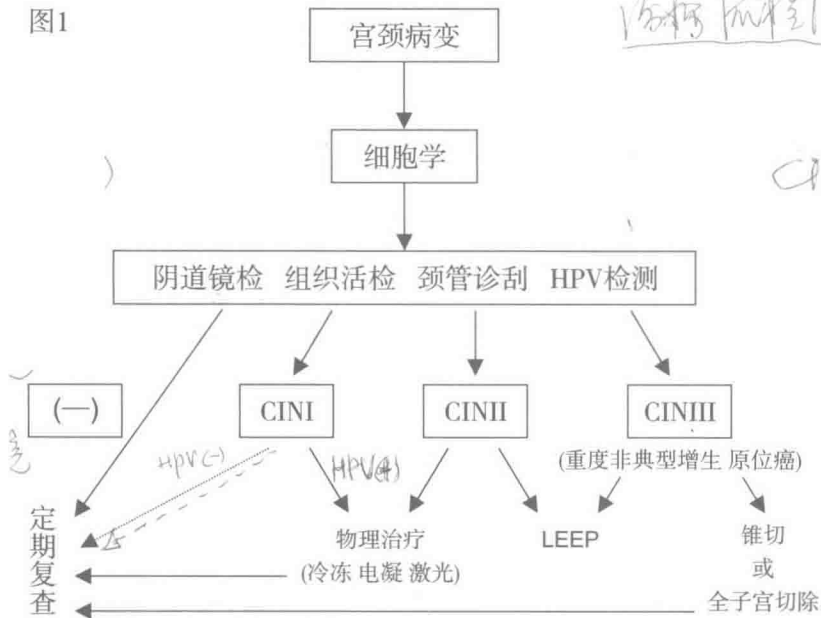 图1
宫颈病变
细胞学
阴道镜检 组织活检 颈管诊刮 HPV检测
(—) CINI CINII CINIII
(重度非典型增生 原位癌)
HPV(-) HPV(+)
定期复查
物理治疗 LEEP 锥切
(冷冻 电凝 激光) 或
全子宫切除